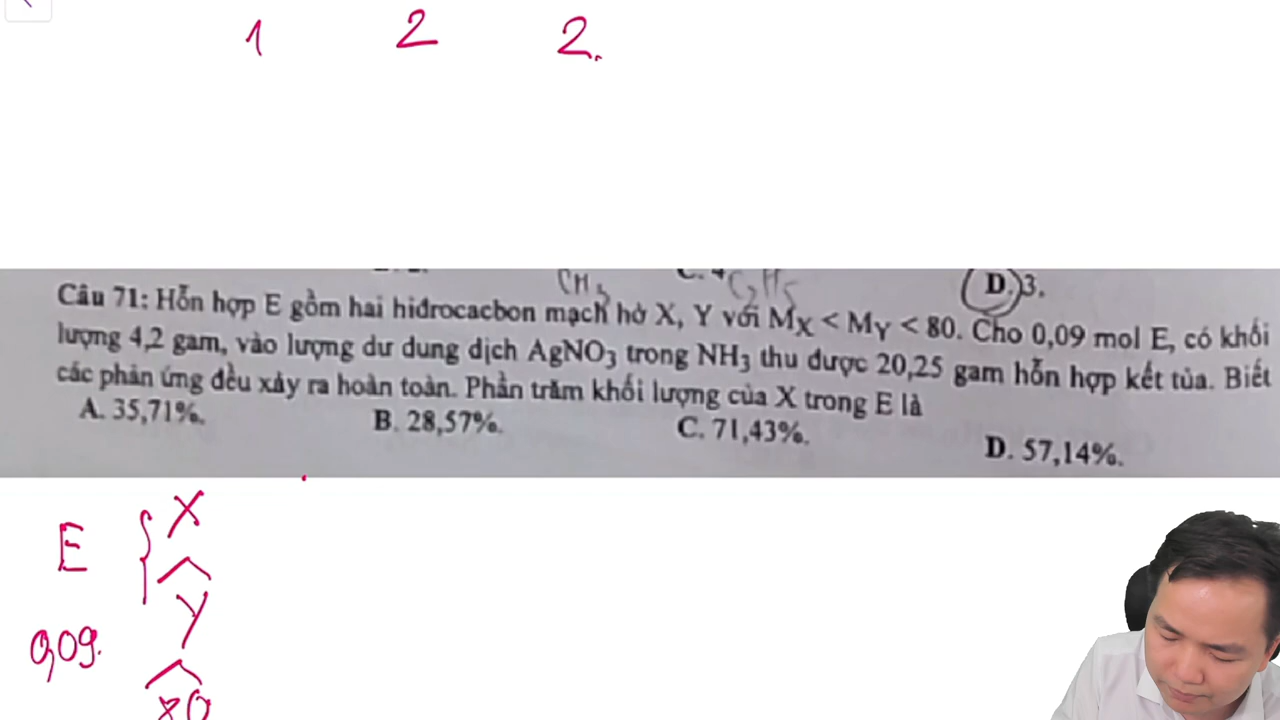 1 2 2.
CH3 C. 4 C2H5 D. 3.
Câu 71: Hỗn hợp E gồm hai hiđrocacbon mạch hở X, Y với MX < MY < 80. Cho 0,09 mol E, có khối
lượng 4,2 gam, vào lượng dư dung dịch AgNO3 trong NH3 thu được 20,25 gam hỗn hợp kết tủa. Biết
các phản ứng đều xảy ra hoàn toàn. Phần trăm khối lượng của X trong E là
A. 35,71%. B. 28,57%. C. 71,43%. D. 57,14%.
E { X
Y
0,09.
80